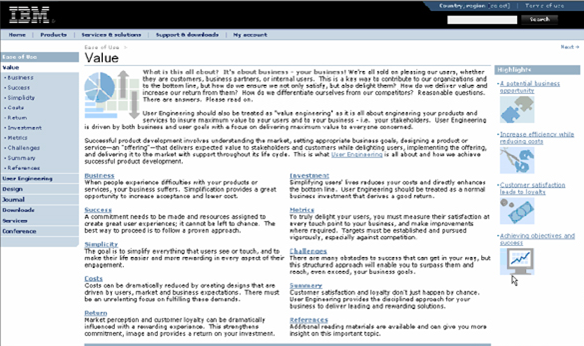 IBM
Country/region [select] | Terms of use
Search
Home | Products | Services & solutions | Support & downloads | My account
Ease of Use
Value
Business
Success
Simplicity
Costs
Return
Investment
Metrics
Challenges
Summary
References
User Engineering
Design
Journal
Downloads
Services
Conference
Ease of Use >
Next
Value
What is this all about? It's about business - your business! We're all sold on pleasing our users, whether
they are customers, business partners, or internal users. This is a key way to contribute to our organizations and
to the bottom line, but how do we ensure we not only satisfy, but also delight them? How do we deliver value and
increase our return from them? How do we differentiate ourselves from our competitors? Reasonable questions.
There are answers. Please read on.
User Engineering should also be treated as "value engineering" as it is all about engineering your products
and services to insure maximum value to your users and to your business - i.e. your stakeholders. User Engineering
is driven by both business and user goals with a focus on delivering maximum value to everyone concerned.
Successful product development involves understanding the market, setting appropriate business goals, designing a product or
service—an "offering"—that delivers expected value to stakeholders and customers while delighting users, implementing the offering,
and delivering it to the market with support throughout its life cycle. This is what User Engineering is all about and how we achieve
successful product development.
Business
When people experience difficulties with your products or
services, your business suffers. Simplification provides a great
opportunity to increase acceptance and lower cost.
Success
A commitment needs to be made and resources assigned to
create great user experiences; it cannot be left to chance. The
best way to proceed is to follow a proven approach.
Simplicity
The goal is to simplify everything that users see or touch, and to
make their life easier and more rewarding in every aspect of their
engagement.
Costs
Costs can be dramatically reduced by creating designs that are
driven by users, market and business expectations. There must
be an unrelenting focus on fulfilling these demands.
Return
Market perception and customer loyalty can be dramatically
influenced with a rewarding experience. This strengthens
commitment, image and provides a return on your investment.
Investment
Simplifying users' lives reduces your costs and directly enhances
the bottom line. User Engineering should be treated as a normal
business investment that derives a good return.
Metrics
To truly delight your users, you must measure their satisfaction at
every touch point to your business, and make improvements
where required. Targets must be established and pursued
vigorously, especially against competition.
Challenges
There are many obstacles to success that can get in your way, but
this structured approach will enable you to surpass them and
reach, even exceed, your business goals.
Summary
Customer satisfaction and loyalty don't just happen by chance.
User Engineering provides the disciplined approach for your
business to deliver leading and rewarding solutions.
References
Additional reading materials are available and can give you more
insight on this important topic.
Highlights
A potential business
opportunity
Increase efficiency while
reducing costs
Customer satisfaction
leads to loyalty
Achieving objectives and
success